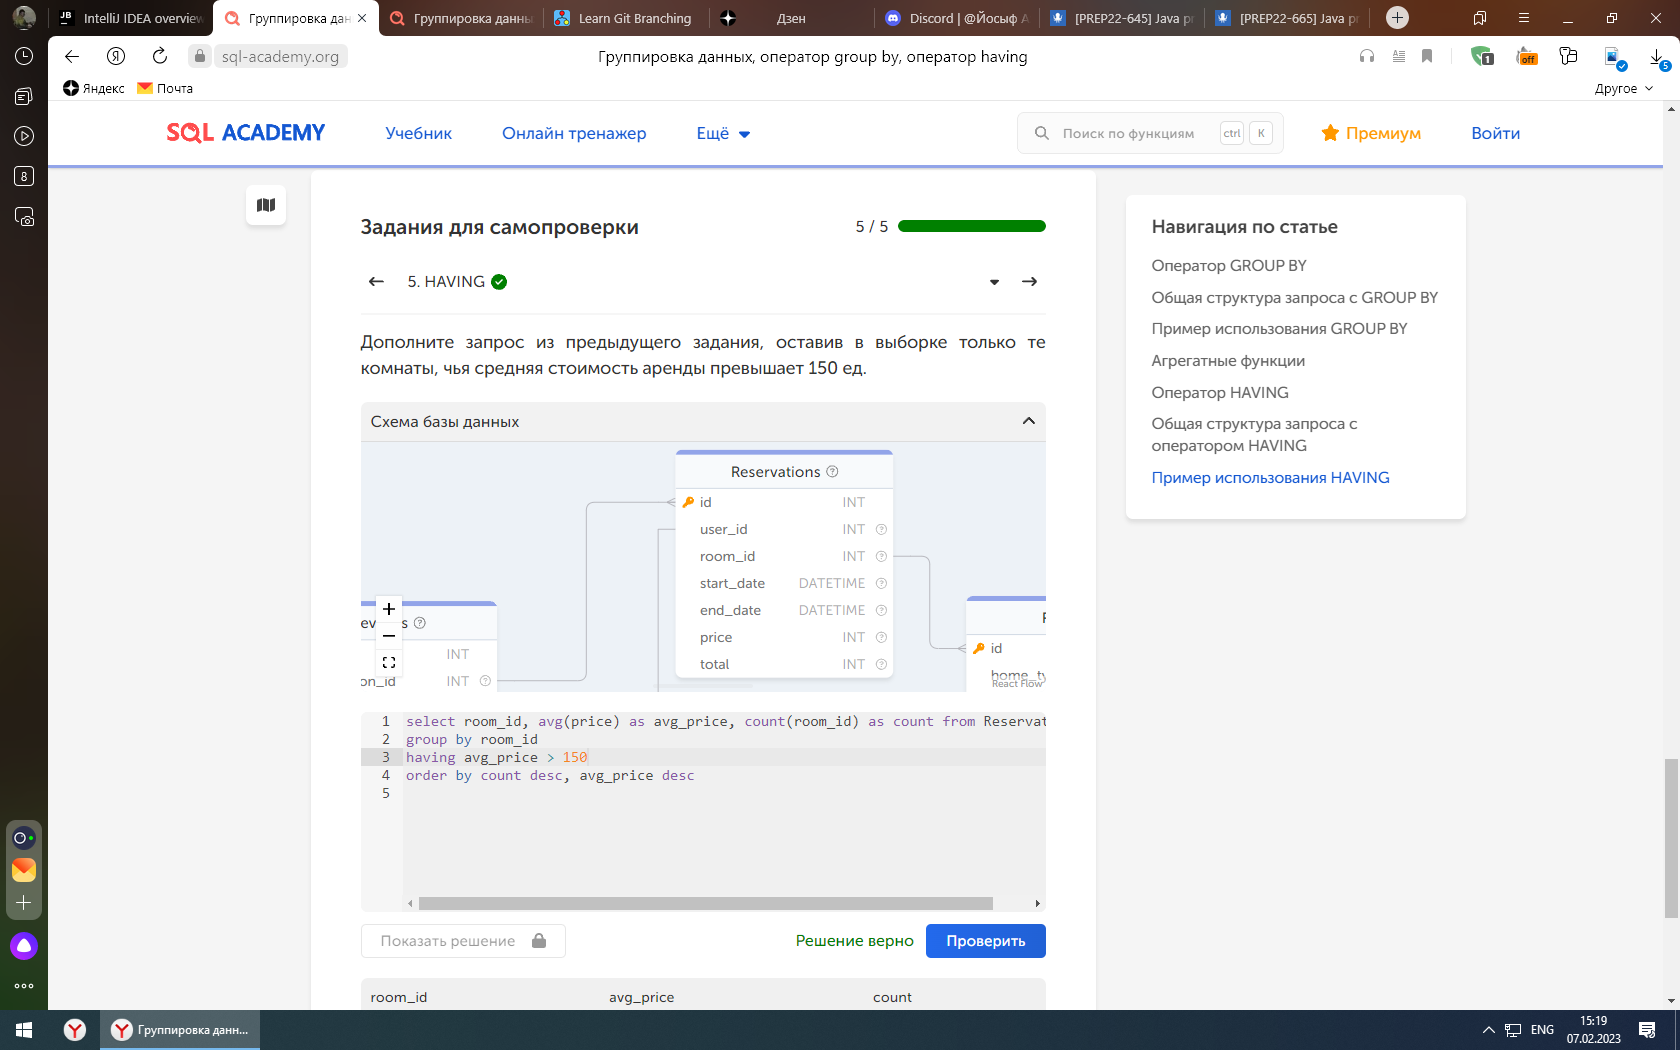 IntelliJ IDEA overview
Группировка дан
Группировка данны
Learn Git Branching
Дзен
Discord | @Йосыф А
[PREP22-645] Java pr
[PREP22-665] Java pr
sql-academy.org
Группировка данных, оператор group by, оператор having
1
off
5
Яндекс
Почта
Другое
8
SQL ACADEMY
Учебник
Онлайн тренажер
Ещё
Поиск по функциям
ctrl
K
Премиум
Войти
Задания для самопроверки
5 / 5
5. HAVING
Дополните запрос из предыдущего задания, оставив в выборке только те
комнаты, чья средняя стоимость аренды превышает 150 ед.
Схема базы данных
Reservations
id INT
user_id INT
room_id INT
start_date DATETIME
end_date DATETIME
price INT
total INT
INT
on_id INT
id
home_ty
React Flow
1 select room_id, avg(price) as avg_price, count(room_id) as count from Reservat
2 group by room_id
3 having avg_price > 150
4 order by count desc, avg_price desc
5
Показать решение
Решение верно
Проверить
room_id avg_price count
Навигация по статье
Оператор GROUP BY
Общая структура запроса с GROUP BY
Пример использования GROUP BY
Агрегатные функции
Оператор HAVING
Общая структура запроса с
оператором HAVING
Пример использования HAVING
Группировка данн...
ENG
15:19
07.02.2023